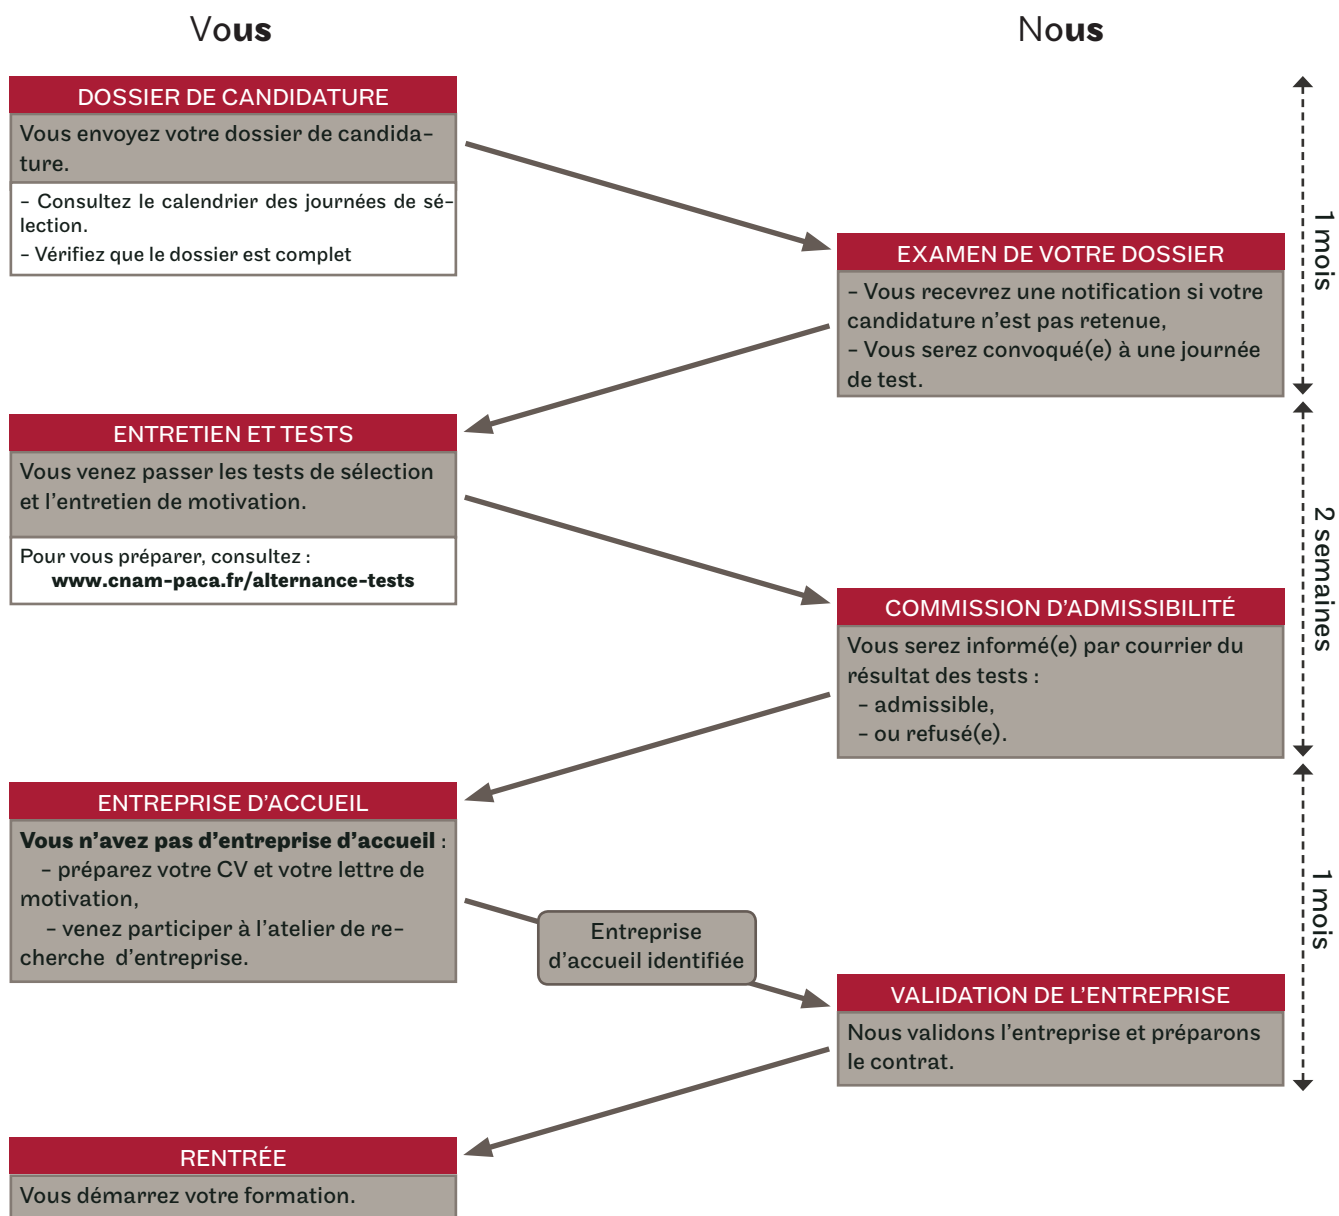 Vous
Nous
DOSSIER DE CANDIDATURE
Vous envoyez votre dossier de candida-
ture.
- Consultez le calendrier des journées de sé-
lection.
- Vérifiez que le dossier est complet
1 mois
EXAMEN DE VOTRE DOSSIER
- Vous recevrez une notification si votre
candidature n'est pas retenue,
- Vous serez convoqué(e) à une journée
de test.
ENTRETIEN ET TESTS
Vous venez passer les tests de sélection
et l'entretien de motivation.
Pour vous préparer, consultez :
www.cnam-paca.fr/alternance-tests
2 semaines
COMMISSION D'ADMISSIBILITÉ
Vous serez informé(e) par courrier du
résultat des tests :
- admissible,
- ou refusé(e).
ENTREPRISE D'ACCUEIL
Vous n'avez pas d'entreprise d'accueil :
- préparez votre CV et votre lettre de
motivation,
- venez participer à l'atelier de re-
cherche d'entreprise.
1 mois
Entreprise
d'accueil identifiée
VALIDATION DE L'ENTREPRISE
Nous validons l'entreprise et préparons
le contrat.
RENTRÉE
Vous démarrez votre formation.